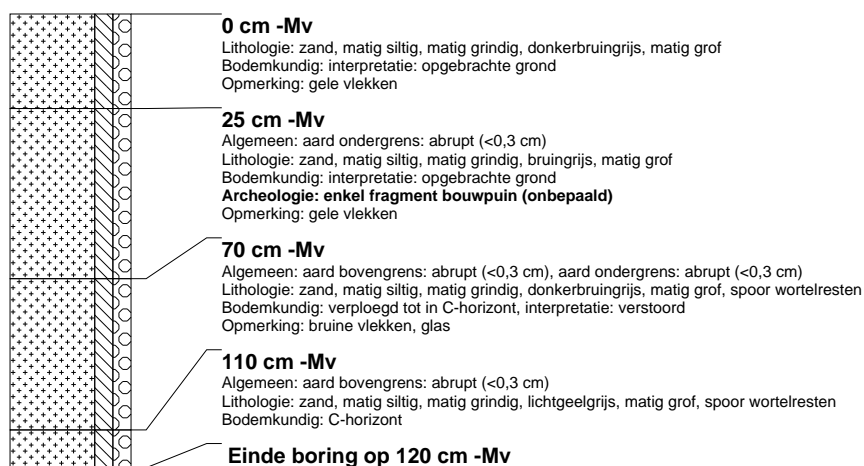 0 cm -Mv
Lithologie: zand, matig siltig, matig grindig, donkerbruingrijs, matig grof
Bodemkundig: interpretatie: opgebrachte grond
Opmerking: gele vlekken
25 cm -Mv
Algemeen: aard ondergrens: abrupt (<0,3 cm)
Lithologie: zand, matig siltig, matig grindig, bruingrijs, matig grof
Bodemkundig: interpretatie: opgebrachte grond
Archeologie: enkel fragment bouwpuin (onbepaald)
Opmerking: gele vlekken
70 cm -Mv
Algemeen: aard bovengrens: abrupt (<0,3 cm), aard ondergrens: abrupt (<0,3 cm)
Lithologie: zand, matig siltig, matig grindig, donkerbruingrijs, matig grof, spoor wortelresten
Bodemkundig: verploegd tot in C-horizont, interpretatie: verstoord
Opmerking: bruine vlekken, glas
110 cm -Mv
Algemeen: aard bovengrens: abrupt (<0,3 cm)
Lithologie: zand, matig siltig, matig grindig, lichtgeelgrijs, matig grof, spoor wortelresten
Bodemkundig: C-horizont
Einde boring op 120 cm -Mv